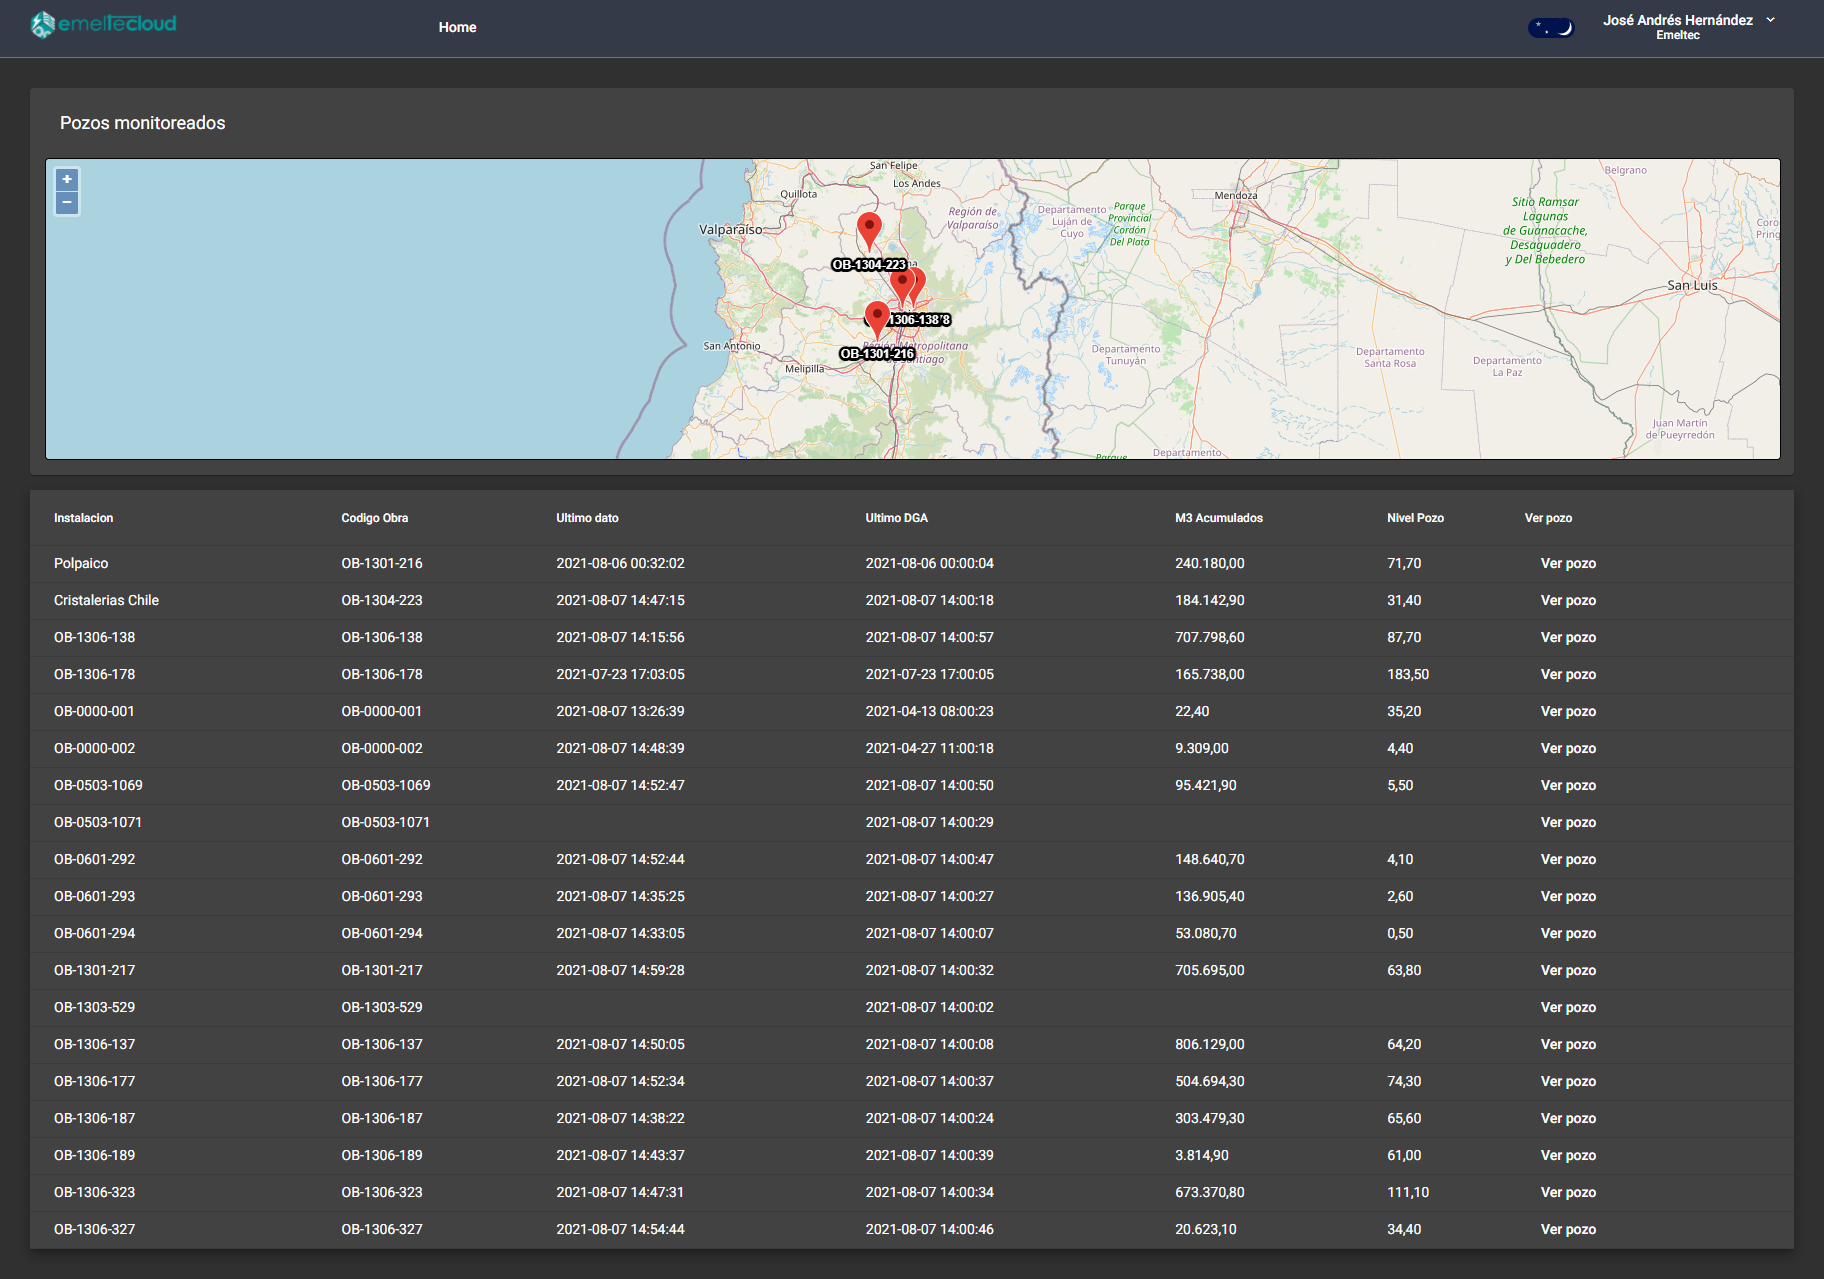 emeltecloud
Home
José Andrés Hernández
Emeltec
Pozos monitoreados
+
−
San Felipe
Los Andes
Quillota
Valparaíso
Región de
Valparaíso
Departamento
Luján de
Cuyo
Parque
Provincial
Cordón
Del Plata
Mendoza
Belgrano
Sitio Ramsar
Lagunas
de Guanacache,
Desaguadero
y Del Bebedero
San Luis
OB-1304-223
1306-138
OB-1301-216
San Antonio
Melipilla
Región Metropolitana
de Santiago
Departamento
Tunuyán
Departamento
Santa Rosa
Departamento
La Paz
Juan Martín
de Pueyrredón
Parque
Departamento
Instalacion Codigo Obra Ultimo dato Ultimo DGA M3 Acumulados Nivel Pozo Ver pozo
Polpaico OB-1301-216 2021-08-06 00:32:02 2021-08-06 00:00:04 240.180,00 71,70 Ver pozo
Cristalerias Chile OB-1304-223 2021-08-07 14:47:15 2021-08-07 14:00:18 184.142,90 31,40 Ver pozo
OB-1306-138 OB-1306-138 2021-08-07 14:15:56 2021-08-07 14:00:57 707.798,60 87,70 Ver pozo
OB-1306-178 OB-1306-178 2021-07-23 17:03:05 2021-07-23 17:00:05 165.738,00 183,50 Ver pozo
OB-0000-001 OB-0000-001 2021-08-07 13:26:39 2021-04-13 08:00:23 22,40 35,20 Ver pozo
OB-0000-002 OB-0000-002 2021-08-07 14:48:39 2021-04-27 11:00:18 9.309,00 4,40 Ver pozo
OB-0503-1069 OB-0503-1069 2021-08-07 14:52:47 2021-08-07 14:00:50 95.421,90 5,50 Ver pozo
OB-0503-1071 OB-0503-1071 2021-08-07 14:00:29 Ver pozo
OB-0601-292 OB-0601-292 2021-08-07 14:52:44 2021-08-07 14:00:47 148.640,70 4,10 Ver pozo
OB-0601-293 OB-0601-293 2021-08-07 14:35:25 2021-08-07 14:00:27 136.905,40 2,60 Ver pozo
OB-0601-294 OB-0601-294 2021-08-07 14:33:05 2021-08-07 14:00:07 53.080,70 0,50 Ver pozo
OB-1301-217 OB-1301-217 2021-08-07 14:59:28 2021-08-07 14:00:32 705.695,00 63,80 Ver pozo
OB-1303-529 OB-1303-529 2021-08-07 14:00:02 Ver pozo
OB-1306-137 OB-1306-137 2021-08-07 14:50:05 2021-08-07 14:00:08 806.129,00 64,20 Ver pozo
OB-1306-177 OB-1306-177 2021-08-07 14:52:34 2021-08-07 14:00:37 504.694,30 74,30 Ver pozo
OB-1306-187 OB-1306-187 2021-08-07 14:38:22 2021-08-07 14:00:24 303.479,30 65,60 Ver pozo
OB-1306-189 OB-1306-189 2021-08-07 14:43:37 2021-08-07 14:00:39 3.814,90 61,00 Ver pozo
OB-1306-323 OB-1306-323 2021-08-07 14:47:31 2021-08-07 14:00:34 673.370,80 111,10 Ver pozo
OB-1306-327 OB-1306-327 2021-08-07 14:54:44 2021-08-07 14:00:46 20.623,10 34,40 Ver pozo